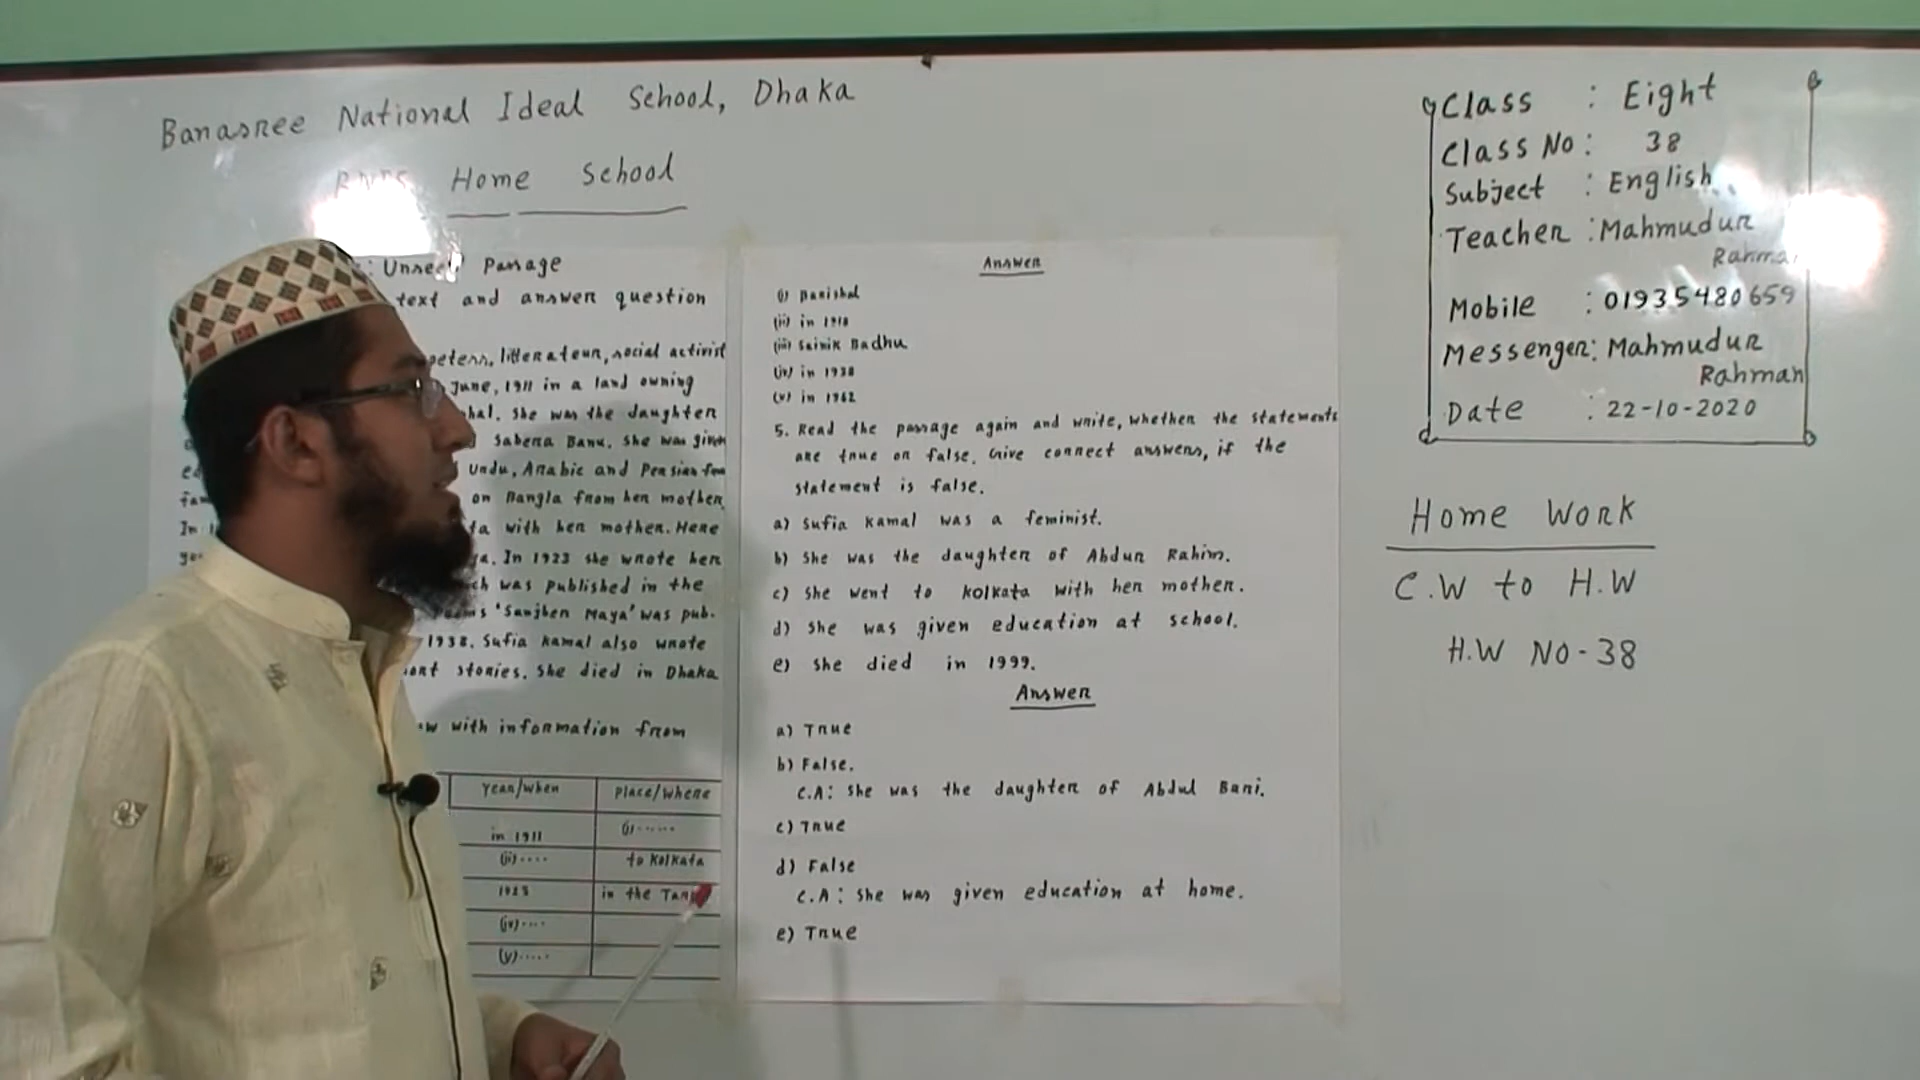 Banasree National Ideal School, Dhaka
Home School
: Unseen Passage
text and answer question
litterateur, social activist
June, 1911 in a land owning
She was the daughter
Sabera Banu. She was given
Urdu, Arabic and Persian from
on Bangla from her mother.
In with her mother. Here
In 1923 she wrote her
was published in the
'Sanjher Maya' was pub-
1938. Sufia Kamal also wrote
stories. She died in Dhaka
with information from
Year/when Place/where
in 1911 (i)......
(ii).... to Kolkata
1923 in the
(iv)....
(v).....
Answer
(i) Barishal
(ii) in 1918
(iii) Sainik Badhu
(iv) in 1938
(v) in 1962
5. Read the passage again and write, whether the statements
are true or false. Give correct answers, if the
statement is false.
a) Sufia Kamal was a feminist.
b) She was the daughter of Abdur Rahim.
c) She went to Kolkata with her mother.
d) She was given education at school.
e) She died in 1999.
Answer
a) True
b) False.
C.A: She was the daughter of Abdul Bari.
c) True
d) False
C.A: She was given education at home.
e) True
Class : Eight
Class No: 38
Subject : English
Teacher : Mahmudur
Mobile : 01935480659
Messenger: Mahmudur
Rahman
Date : 22-10-2020
Home Work
C.W to H.W
H.W NO-38